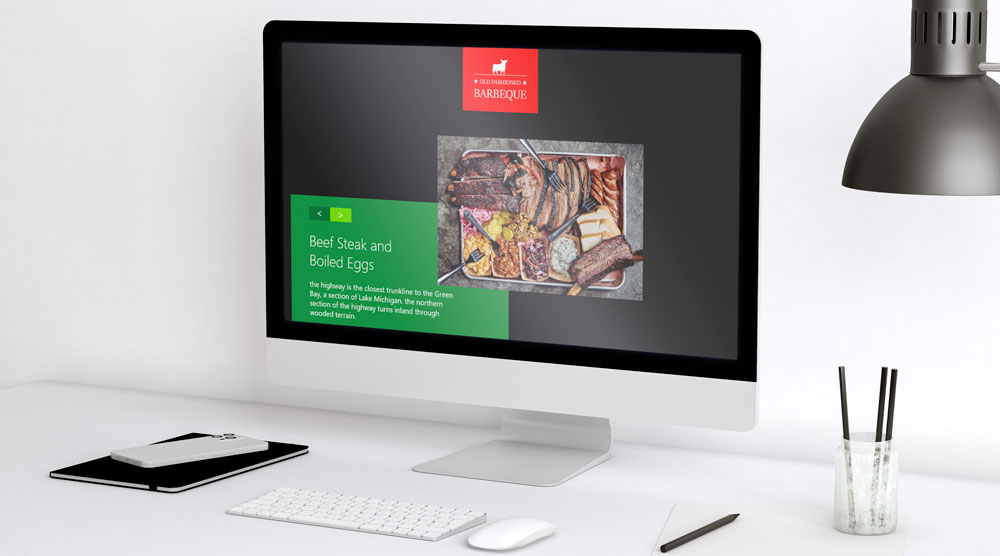 ★ OLD FASHIONED ★
BARBEQUE
< >
Beef Steak and
Boiled Eggs
the highway is the closest trunkline to the Green
Bay, a section of Lake Michigan. the northern
section of the highway turns inland through
wooded terrain.